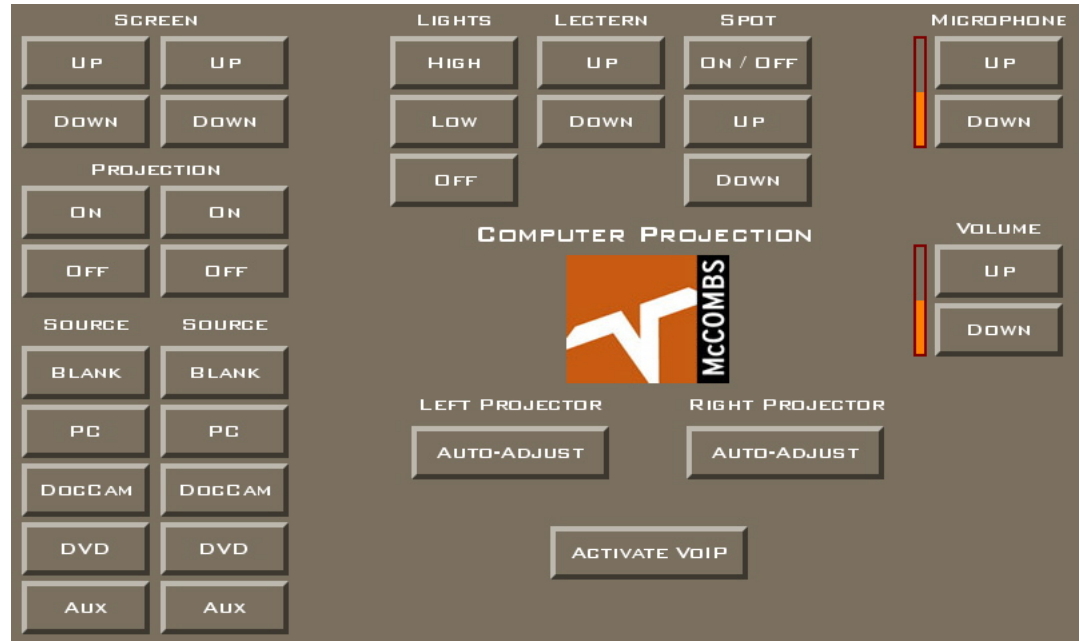 SCREEN
UP UP
DOWN DOWN
PROJECTION
ON ON
OFF OFF
SOURCE SOURCE
BLANK BLANK
PC PC
DOCCAM DOCCAM
DVD DVD
AUX AUX
LIGHTS
HIGH
LOW
OFF
LECTERN
UP
DOWN
SPOT
ON / OFF
UP
DOWN
MICROPHONE
UP
DOWN
VOLUME
UP
DOWN
COMPUTER PROJECTION
McCOMBS
LEFT PROJECTOR
AUTO-ADJUST
RIGHT PROJECTOR
AUTO-ADJUST
ACTIVATE VOIP